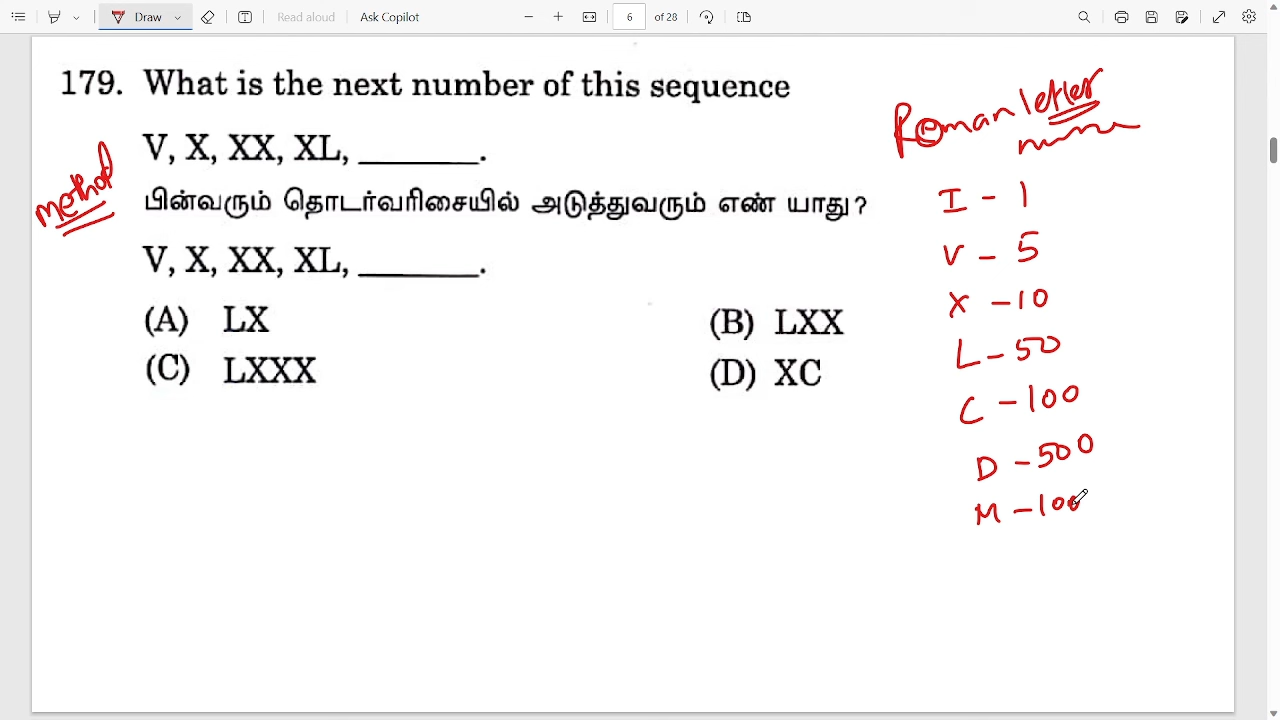 Draw
Read aloud
Ask Copilot
6 of 28
179. What is the next number of this sequence
V, X, XX, XL, ________.
method
பின்வரும் தொடர்வரிசையில் அடுத்துவரும் எண் யாது?
V, X, XX, XL, ________.
(A) LX
(B) LXX
(C) LXXX
(D) XC
Roman letter
I - 1
V - 5
X - 10
L - 50
C - 100
D - 500
M - 100